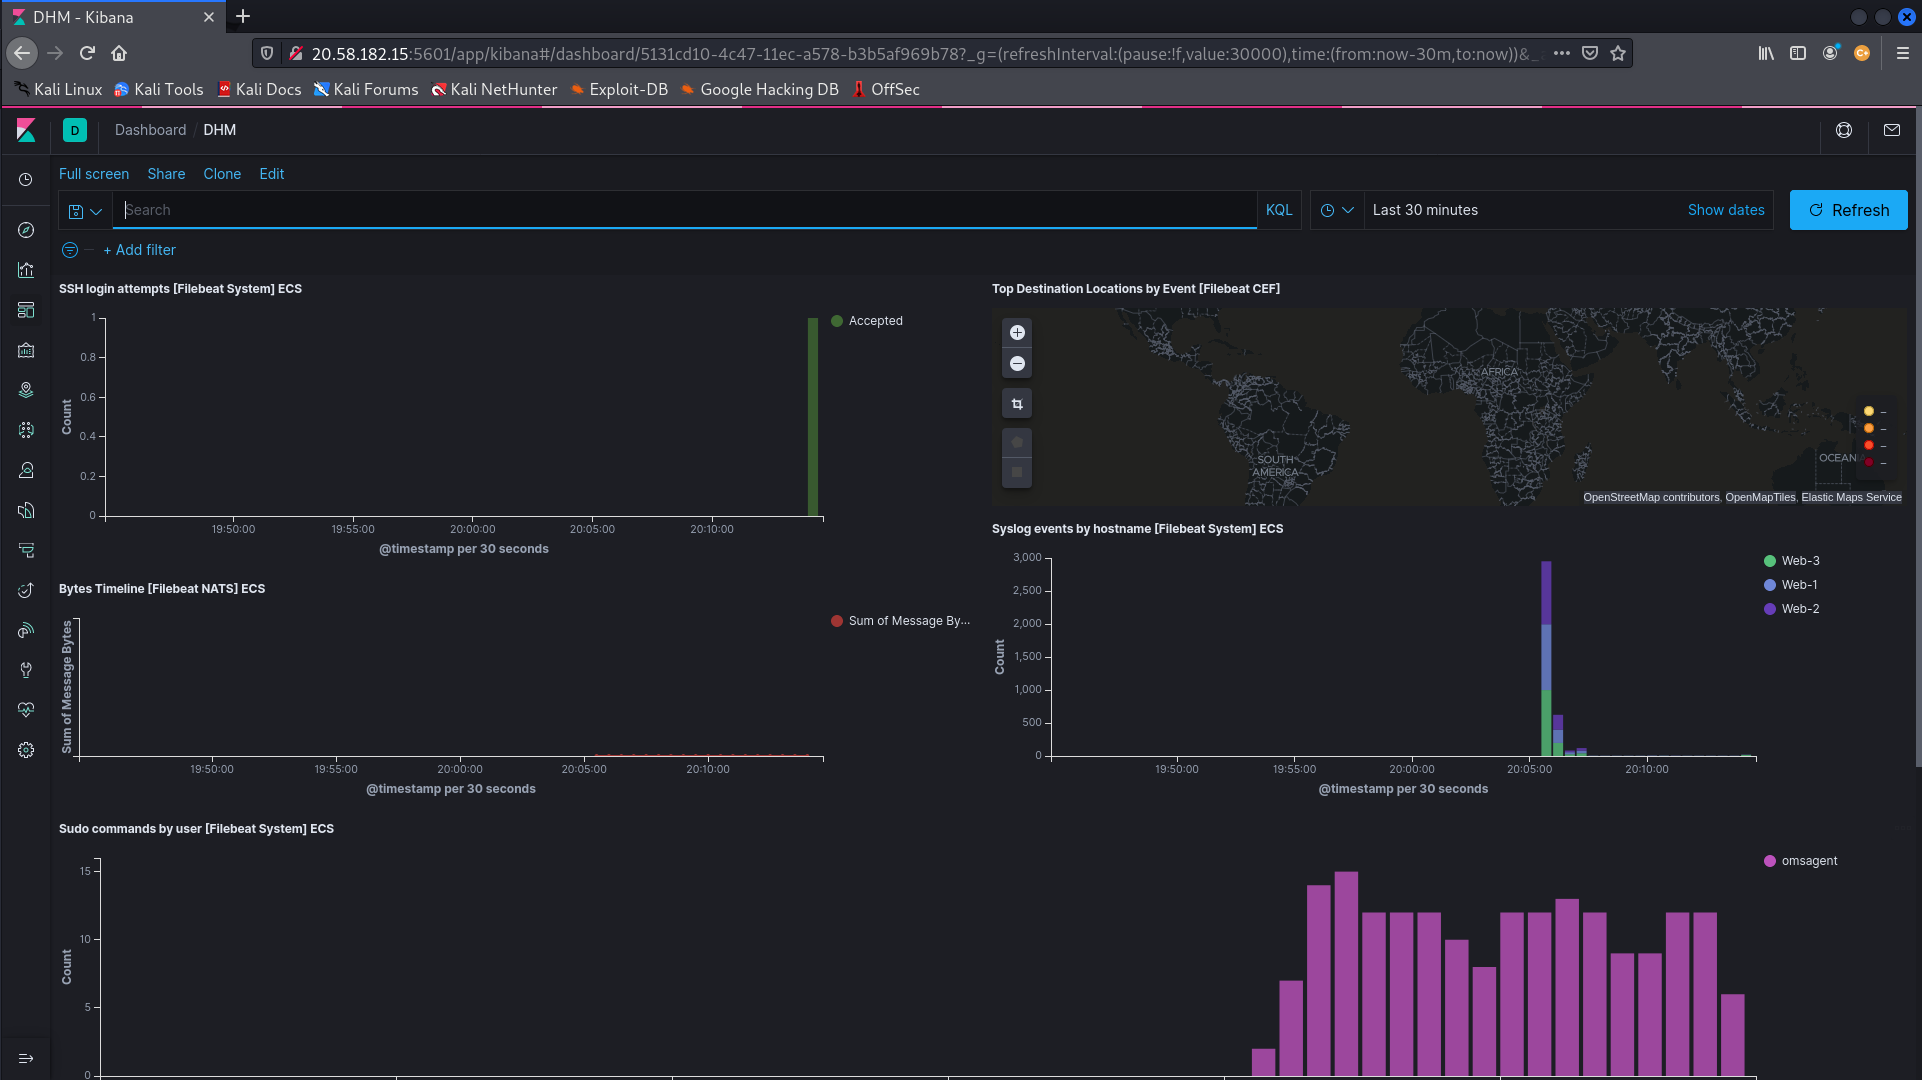 DHM - Kibana
20.58.182.15:5601/app/kibana#/dashboard/5131cd10-4c47-11ec-a578-b3b5af969b78?_g=(refreshInterval:(pause:!f,value:30000),time:(from:now-30m,to:now))&_
Kali Linux Kali Tools Kali Docs Kali Forums Kali NetHunter Exploit-DB Google Hacking DB OffSec
D Dashboard / DHM
Full screen Share Clone Edit
Search KQL Last 30 minutes Show dates Refresh
+ Add filter
SSH login attempts [Filebeat System] ECS
1
0.8
0.6
0.4
0.2
0
Count
19:50:00 19:55:00 20:00:00 20:05:00 20:10:00
@timestamp per 30 seconds
Accepted
Top Destination Locations by Event [Filebeat CEF]
AFRICA
SOUTH
AMERICA
OCEAN
–
–
–
–
OpenStreetMap contributors, OpenMapTiles, Elastic Maps Service
Bytes Timeline [Filebeat NATS] ECS
Sum of Message Bytes
19:50:00 19:55:00 20:00:00 20:05:00 20:10:00
@timestamp per 30 seconds
Sum of Message By...
Syslog events by hostname [Filebeat System] ECS
3,000
2,500
2,000
1,500
1,000
500
0
Count
19:50:00 19:55:00 20:00:00 20:05:00 20:10:00
@timestamp per 30 seconds
Web-3
Web-1
Web-2
Sudo commands by user [Filebeat System] ECS
15
10
5
0
Count
omsagent